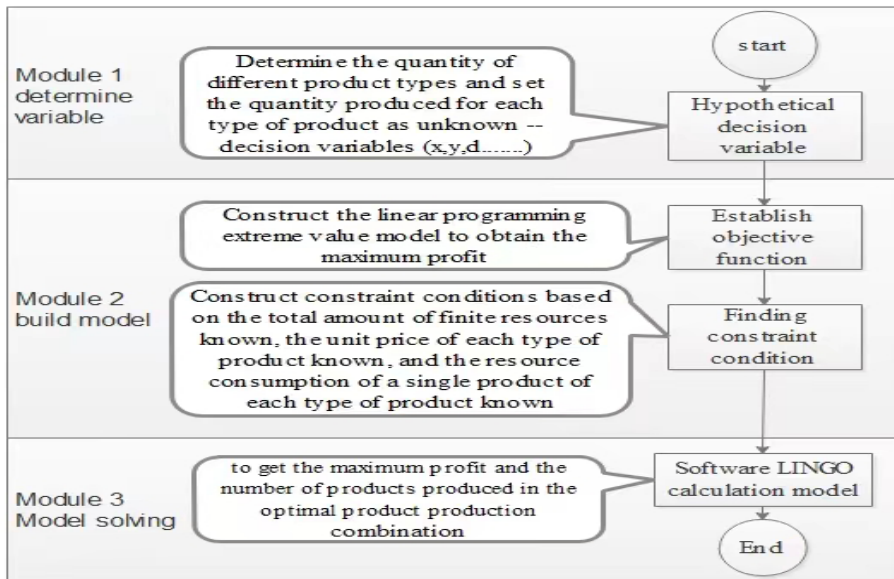 start
Module 1
determine
variable
Determine the quantity of
different product types and set
the quantity produced for each
type of product as unknown --
decision variables (x,y,d......)
Hypothetical
decision
variable
Module 2
build model
Construct the linear programming
extreme value model to obtain the
maximum profit
Establish
objective
function
Construct constraint conditions based
on the total amount of finite resources
known, the unit price of each type of
product known, and the resource
consumption of a single product of
each type of product known
Finding
constraint
condition
Module 3
Model solving
to get the maximum profit and the
number of products produced in the
optimal product production
combination
Software LINGO
calculation model
End